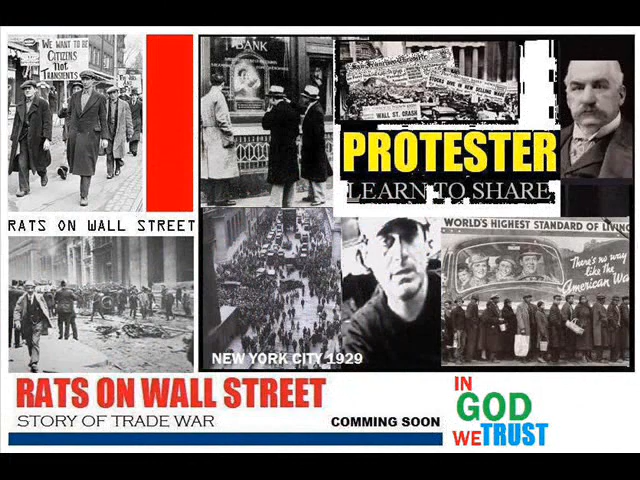 WE WANT TO BE
CITIZENS
Not
TRANSIENTS
BANK
WALL ST. CRASH
PROTESTER
LEARN TO SHARE
RATS ON WALL STREET
WORLD'S HIGHEST STANDARD OF LIVING
There's no way
like the
American Wa
NEW YORK CITY 1929
RATS ON WALL STREET
STORY OF TRADE WAR
COMMING SOON
IN
GOD
WE TRUST